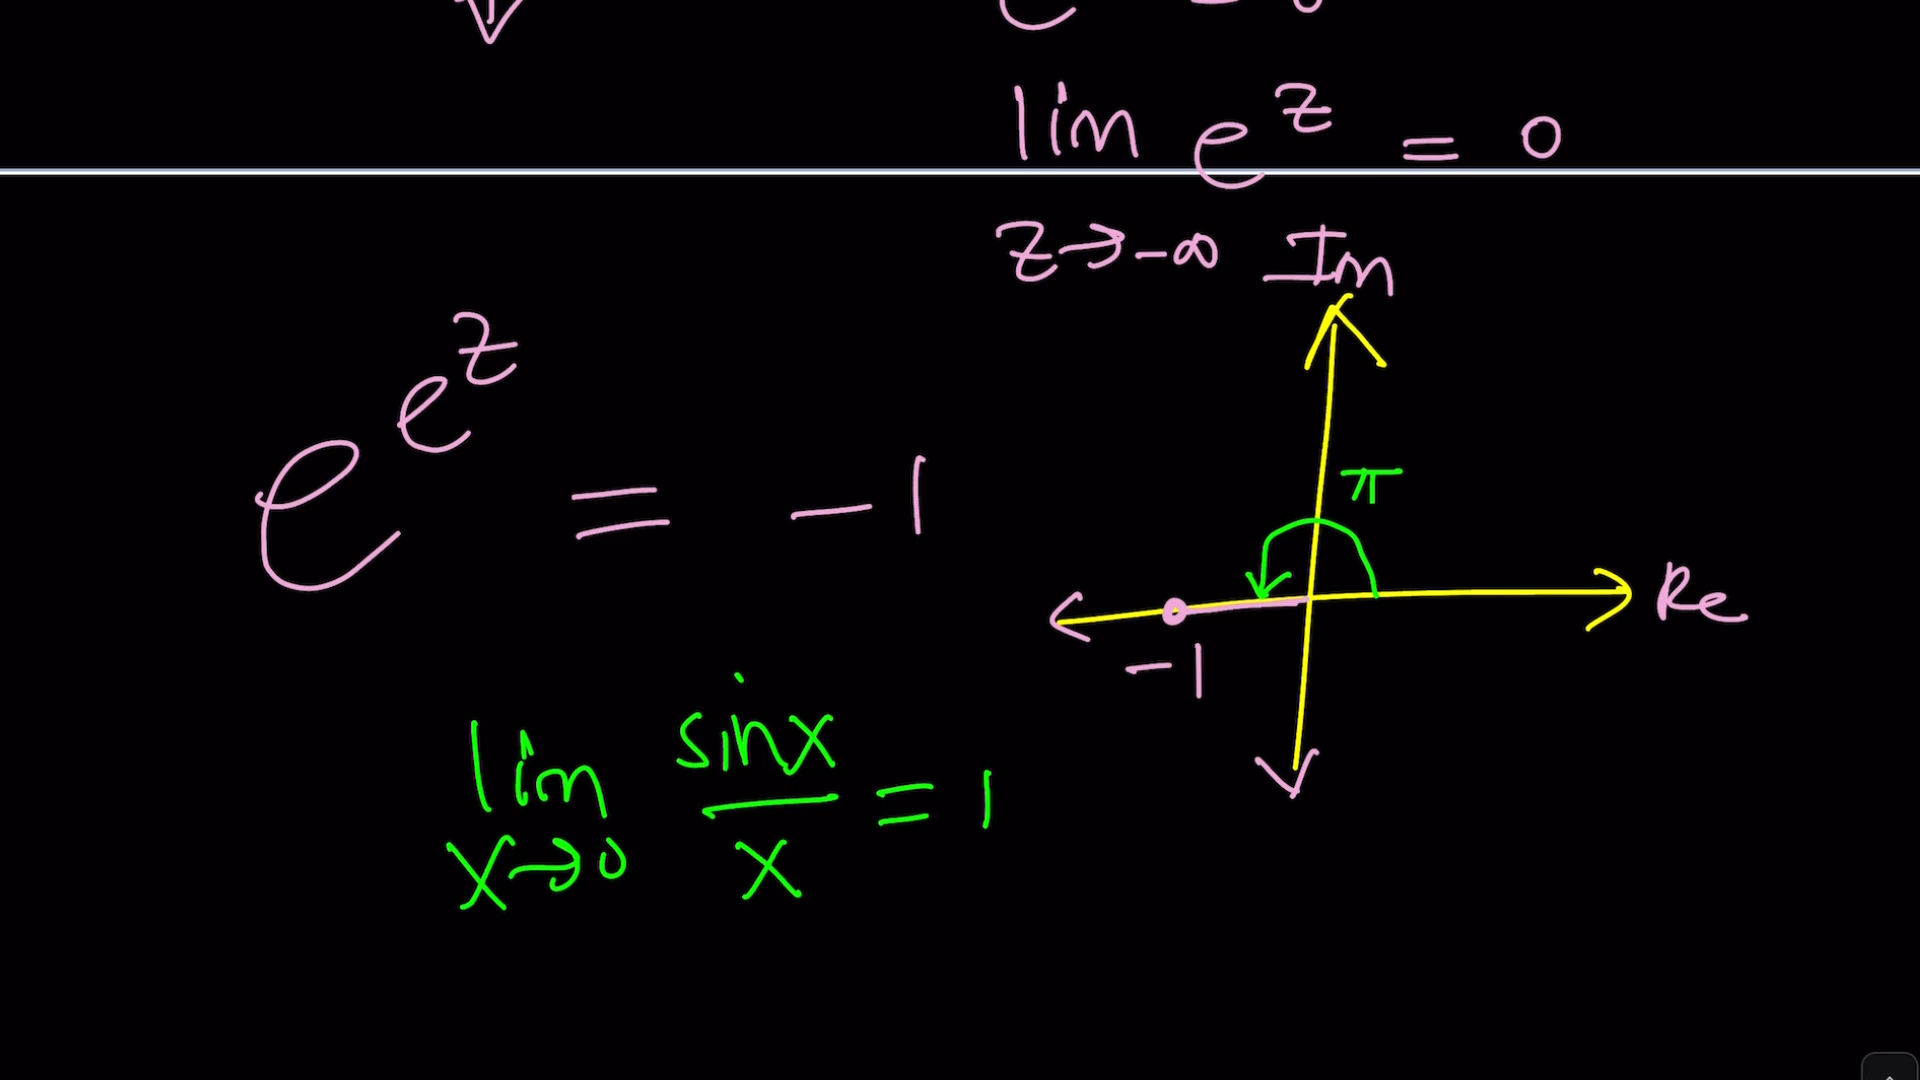 lim e^z = 0
z→-∞
Im
e^e^z = -1
π
Re
-1
lim sinx/x = 1
x→0